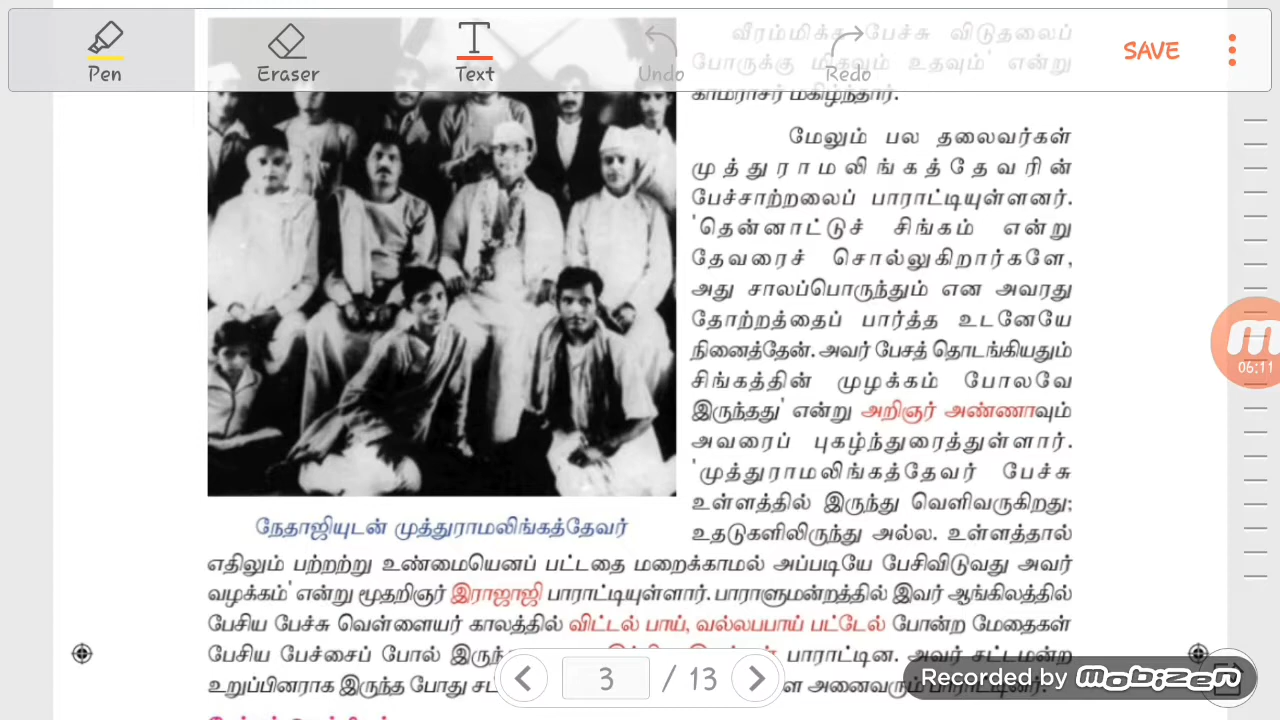 Pen
Eraser
Text
Undo
Redo
SAVE
வீரம்மிக்க பேச்சு விடுதலைப்
போருக்கு மிகவும் உதவும்' என்று
காமராசர் மகிழ்ந்தார்.
மேலும் பல தலைவர்கள்
முத்துராமலிங்கத்தேவரின்
பேச்சாற்றலைப் பாராட்டியுள்ளனர்.
'தென்னாட்டுச் சிங்கம் என்று
தேவரைச் சொல்லுகிறார்களே,
அது சாலப்பொருந்தும் என அவரது
தோற்றத்தைப் பார்த்த உடனேயே
நினைத்தேன். அவர் பேசத் தொடங்கியதும்
சிங்கத்தின் முழக்கம் போலவே
இருந்தது' என்று அறிஞர் அண்ணாவும்
அவரைப் புகழ்ந்துரைத்துள்ளார்.
'முத்துராமலிங்கத்தேவர் பேச்சு
உள்ளத்தில் இருந்து வெளிவருகிறது;
உதடுகளிலிருந்து அல்ல. உள்ளத்தால்
நேதாஜியுடன் முத்துராமலிங்கத்தேவர்
எதிலும் பற்றற்று உண்மையெனப் பட்டதை மறைக்காமல் அப்படியே பேசிவிடுவது அவர்
வழக்கம்' என்று மூதறிஞர் இராஜாஜி பாராட்டியுள்ளார். பாராளுமன்றத்தில் இவர் ஆங்கிலத்தில்
பேசிய பேச்சு வெள்ளையர் காலத்தில் விட்டல் பாய், வல்லபபாய் பட்டேல் போன்ற மேதைகள்
பேசிய பேச்சைப் போல் பாராட்டின. அவர் சட்டமன்ற
உறுப்பினராக இருந்த போது அனைவரும் பாராட்டினர்.
3 / 13
06:11
Recorded by mobizen